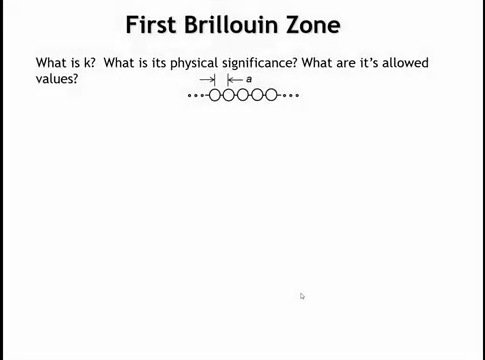 First Brillouin Zone
What is k? What is its physical significance? What are it's allowed
values?
a